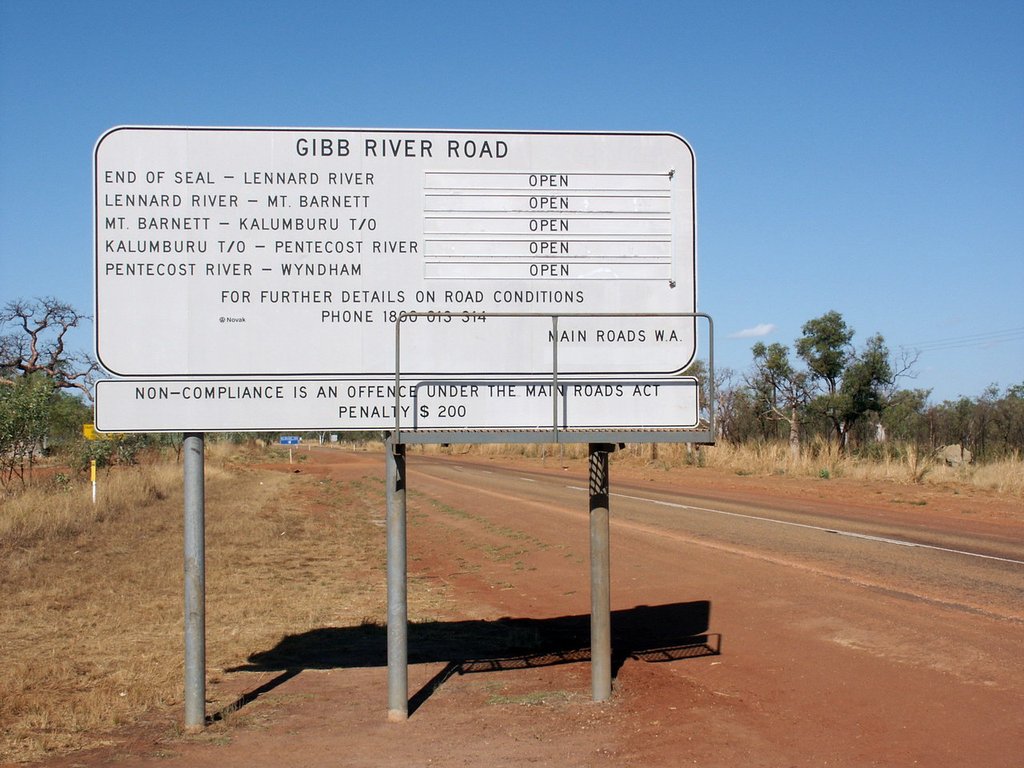 GIBB RIVER ROAD
END OF SEAL – LENNARD RIVER OPEN
LENNARD RIVER – MT. BARNETT OPEN
MT. BARNETT – KALUMBURU T/O OPEN
KALUMBURU T/O – PENTECOST RIVER OPEN
PENTECOST RIVER – WYNDHAM OPEN
FOR FURTHER DETAILS ON ROAD CONDITIONS
PHONE 1800 013 314
Novak
MAIN ROADS W.A.
NON–COMPLIANCE IS AN OFFENCE UNDER THE MAIN ROADS ACT
PENALTY $ 200